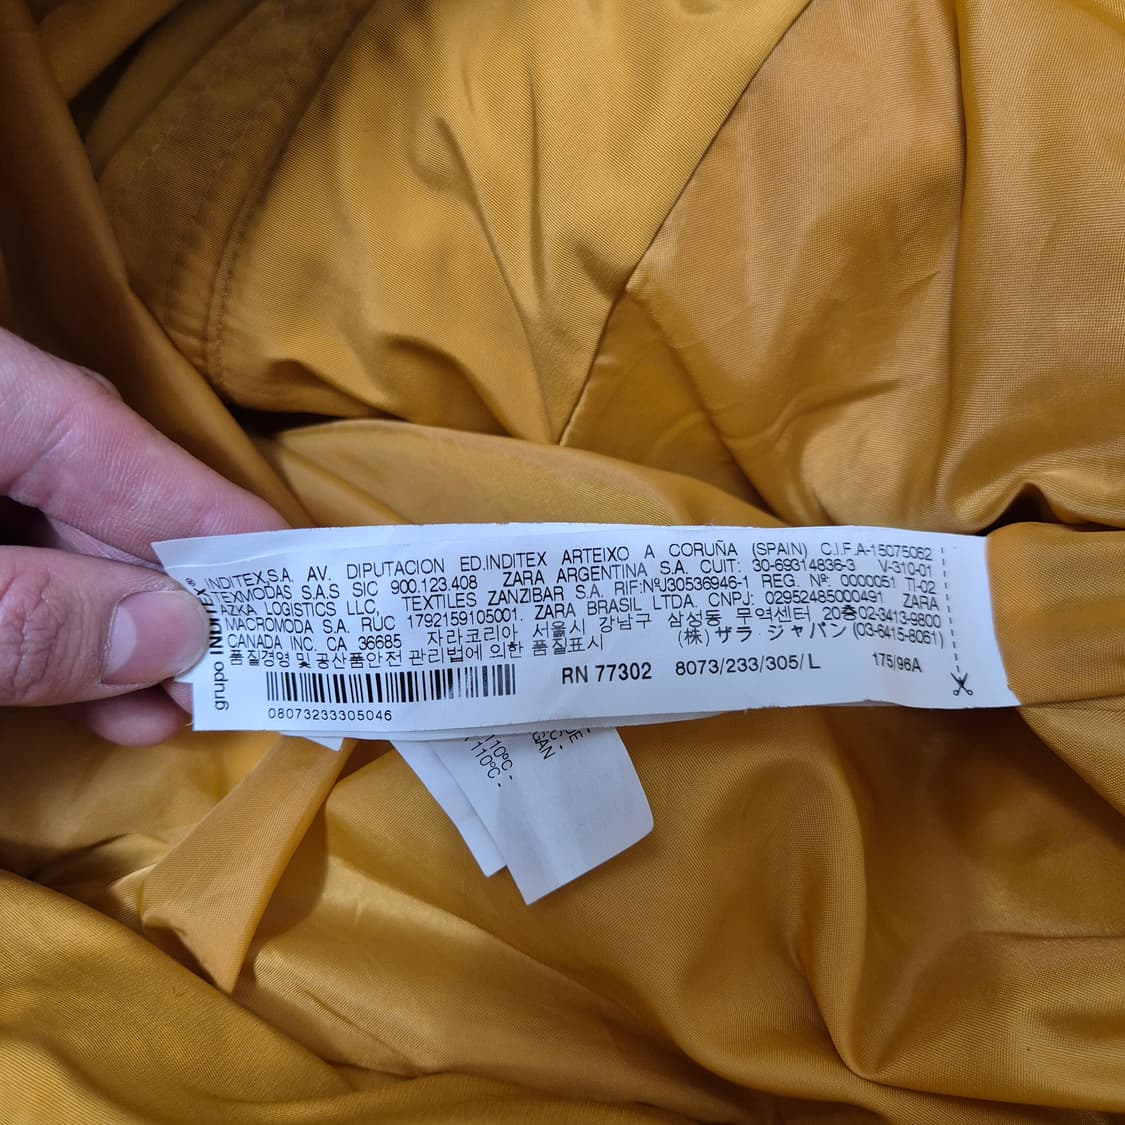 grupo INDITEX®
INDITEX,S.A. AV. DIPUTACION ED.INDITEX ARTEIXO A CORUÑA (SPAIN) C.I.F.A-15075062
TEXMODAS S.A.S SIC 900.123.408 ZARA ARGENTINA S.A. CUIT: 30-69314836-3 V-310-01
AZKA LOGISTICS LLC, TEXTILES ZANZIBAR S.A. RIF:NºJ30536946-1 REG. Nº: 0000051 TI-02
MACROMODA S.A. RUC 1792159105001. ZARA BRASIL LTDA. CNPJ: 02952485000491 ZARA
CANADA INC. CA 36685 자라코리아. 서울시 강남구 삼성동 무역센터 20층02-3413-9800
품질경영 및 공산품안전 관리법에 의한 품질표시 (株) ザラ ジャパン (03-6415-8061)
RN 77302 8073/233/305/L 175/96A
08073233305046
110ºC -
110ºC -
GAN